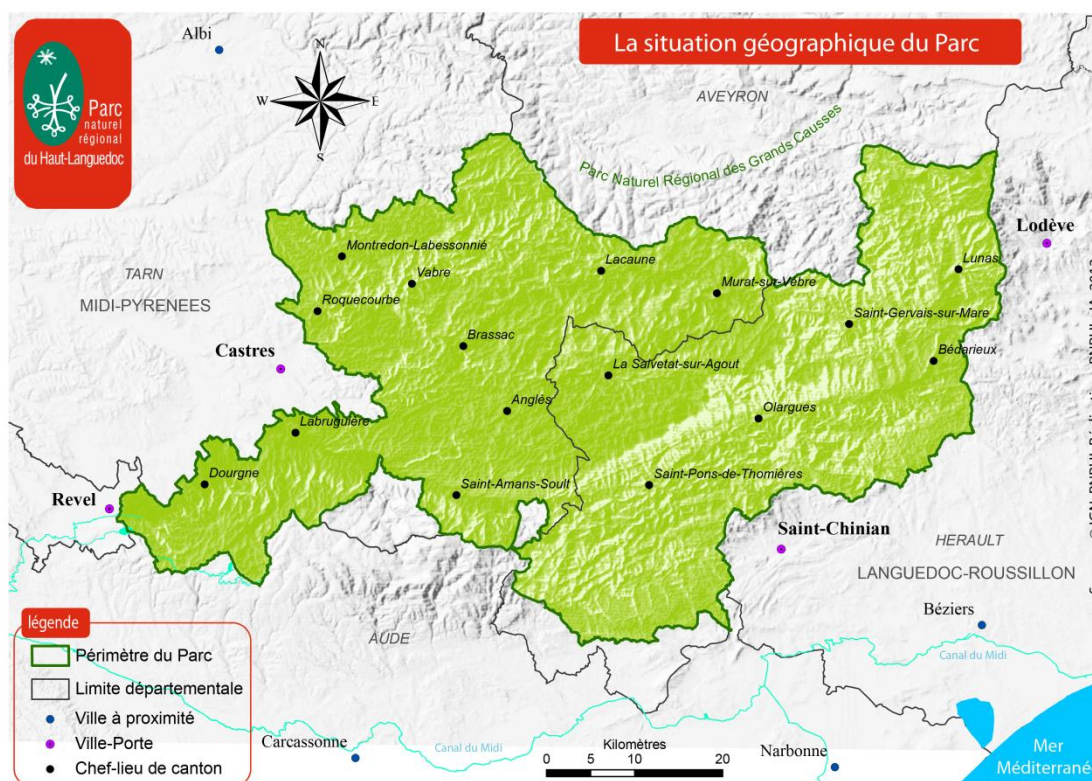 La situation géographique du Parc
Parc
naturel
régional
du Haut-Languedoc
Albi
N
W
E
S
AVEYRON
Parc Naturel Régional des Grands Causses
Lodève
Montredon-Labessonnié
Lacaune
Lunas
TARN
Vabre
Murat-sur-Vèbre
MIDI-PYRENEES
Roquecourbe
Saint-Gervais-sur-Mare
Brassac
Castres
La Salvetat-sur-Agout
Bédarieux
Anglès
Olargues
Labruguière
Dourgne
Saint-Amans-Soult
Saint-Pons-de-Thomières
Revel
Saint-Chinian
HERAULT
LANGUEDOC-ROUSSILLON
Béziers
AUDE
Canal du Midi
légende
Périmètre du Parc
Limite départementale
Ville à proximité
Ville-Porte
Chef-lieu de canton
Carcassonne
Canal du Midi
Kilomètres
0 5 10 20
Narbonne
Mer
Méditerrané